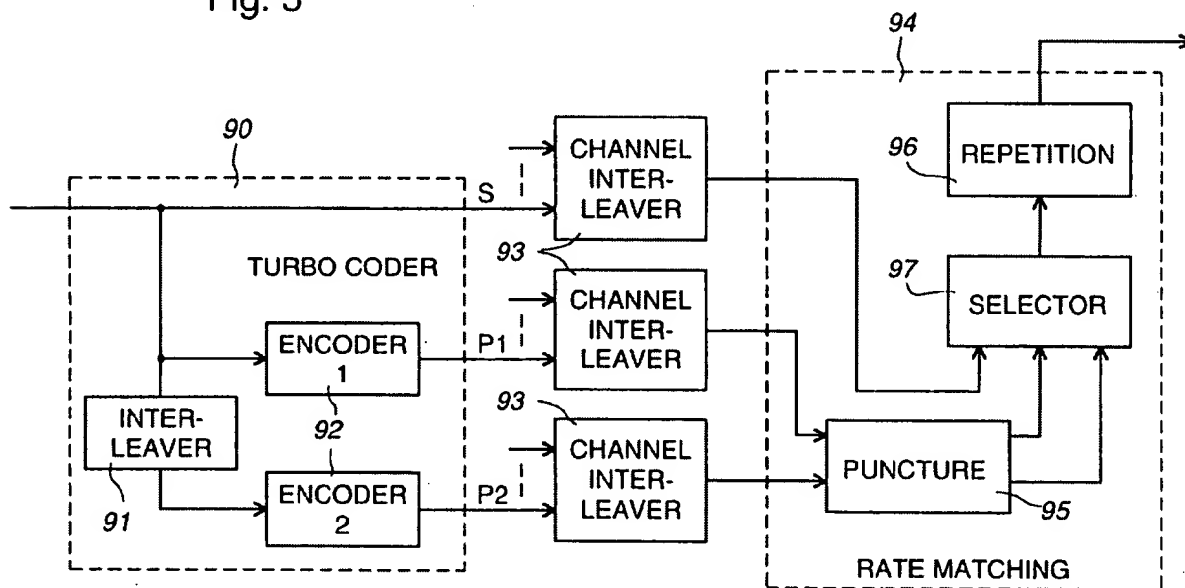 Fig. 5
94
90
CHANNEL
INTER-
LEAVER
96
REPETITION
S
93
TURBO CODER
97
SELECTOR
CHANNEL
INTER-
LEAVER
ENCODER
1
P1
92
93
INTER-
LEAVER
91
CHANNEL
INTER-
LEAVER
PUNCTURE
95
ENCODER
2
P2
RATE MATCHING